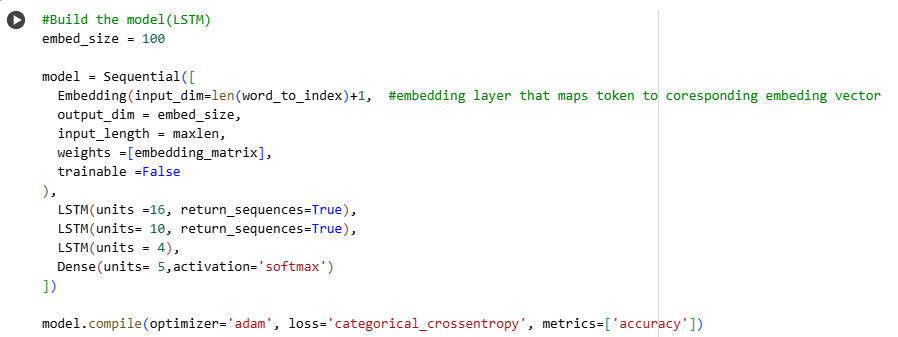 #Build the model(LSTM)
embed_size = 100
model = Sequential([
Embedding(input_dim=len(word_to_index)+1,  #embedding layer that maps token to coresponding embeding vector
output_dim = embed_size,
input_length = maxlen,
weights =[embedding_matrix],
trainable =False
),
LSTM(units =16, return_sequences=True),
LSTM(units= 10, return_sequences=True),
LSTM(units = 4),
Dense(units= 5,activation='softmax')
])
model.compile(optimizer='adam', loss='categorical_crossentropy', metrics=['accuracy'])